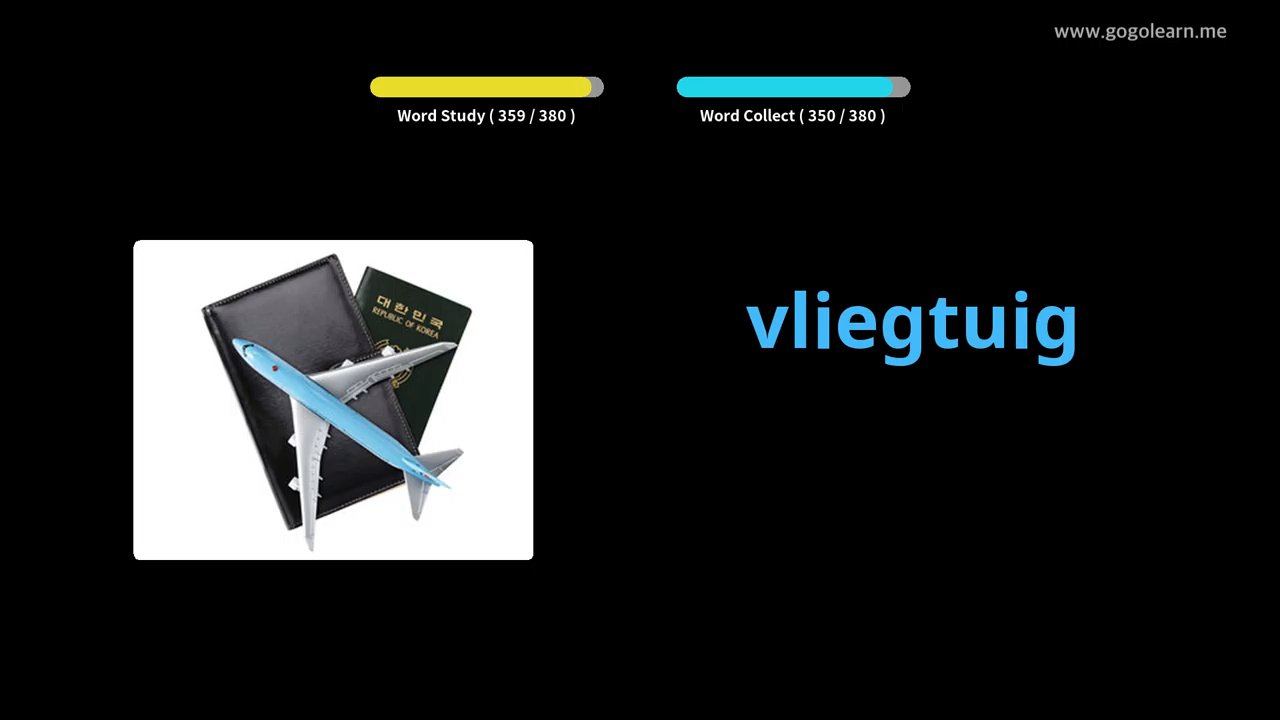 www.gogolearn.me
Word Study ( 359 / 380 )
Word Collect ( 350 / 380 )
대한민국
REPUBLIC OF KOREA
vliegtuig